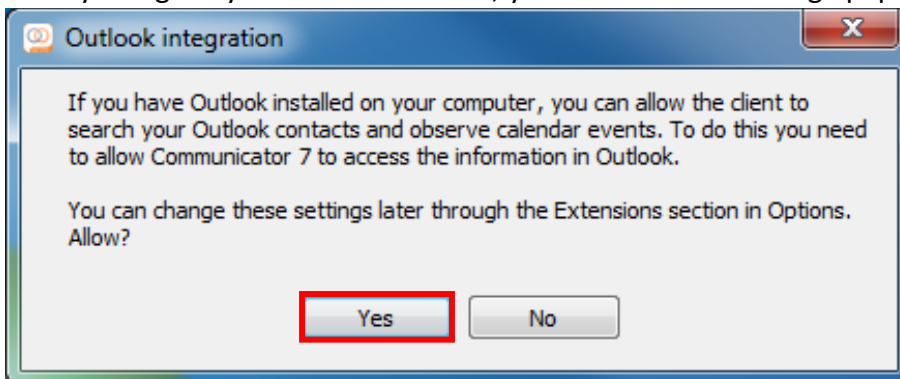 Outlook integration
If you have Outlook installed on your computer, you can allow the client to
search your Outlook contacts and observe calendar events. To do this you need
to allow Communicator 7 to access the information in Outlook.
You can change these settings later through the Extensions section in Options.
Allow?
Yes
No